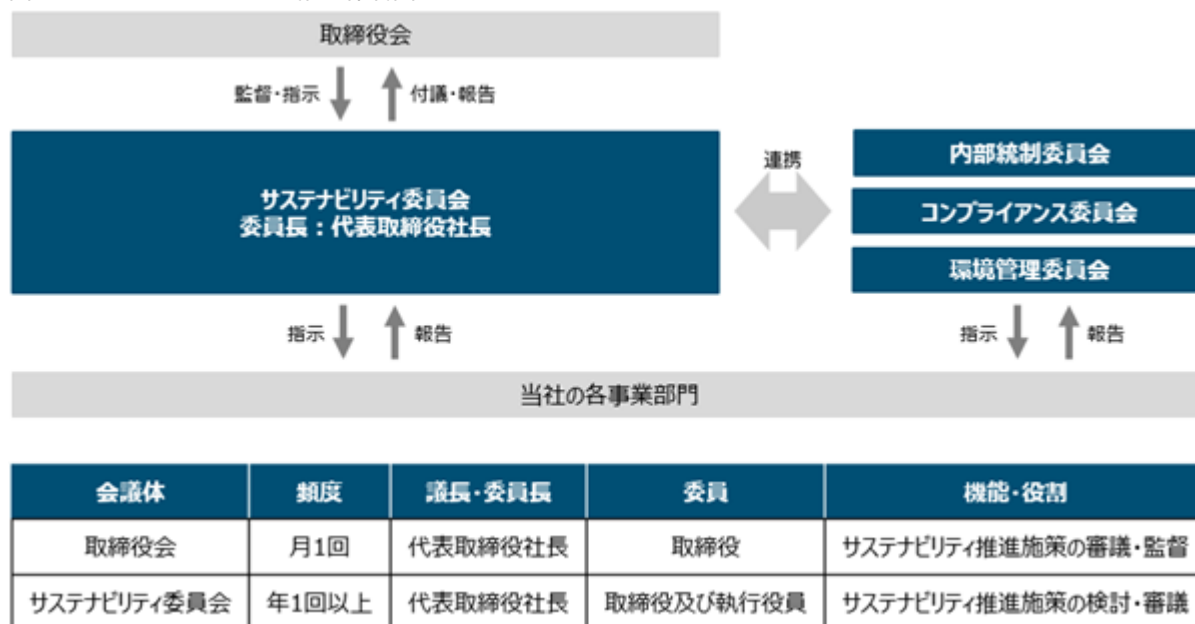 取締役会
監督・指示
付議・報告
サステナビリティ委員会
委員長：代表取締役社長
連携
内部統制委員会
コンプライアンス委員会
環境管理委員会
指示
報告
指示
報告
当社の各事業部門
会議体 頻度 議長・委員長 委員 機能・役割
取締役会 月1回 代表取締役社長 取締役 サステナビリティ推進施策の審議・監督
サステナビリティ委員会 年1回以上 代表取締役社長 取締役及び執行役員 サステナビリティ推進施策の検討・審議